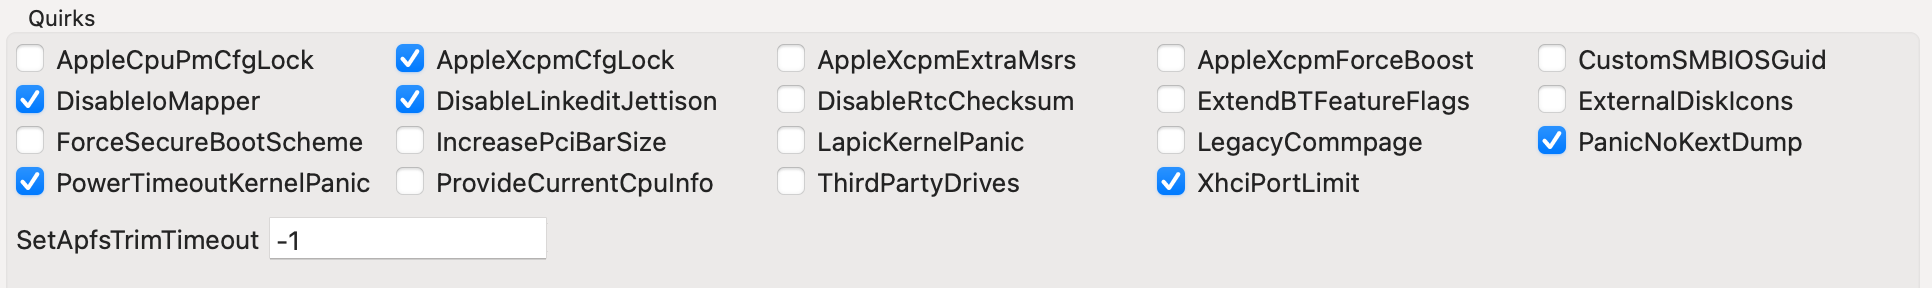 Quirks
AppleCpuPmCfgLock AppleXcpmCfgLock AppleXcpmExtraMsrs AppleXcpmForceBoost CustomSMBIOSGuid
DisableIoMapper DisableLinkeditJettison DisableRtcChecksum ExtendBTFeatureFlags ExternalDiskIcons
ForceSecureBootScheme IncreasePciBarSize LapicKernelPanic LegacyCommpage PanicNoKextDump
PowerTimeoutKernelPanic ProvideCurrentCpuInfo ThirdPartyDrives XhciPortLimit
SetApfsTrimTimeout -1